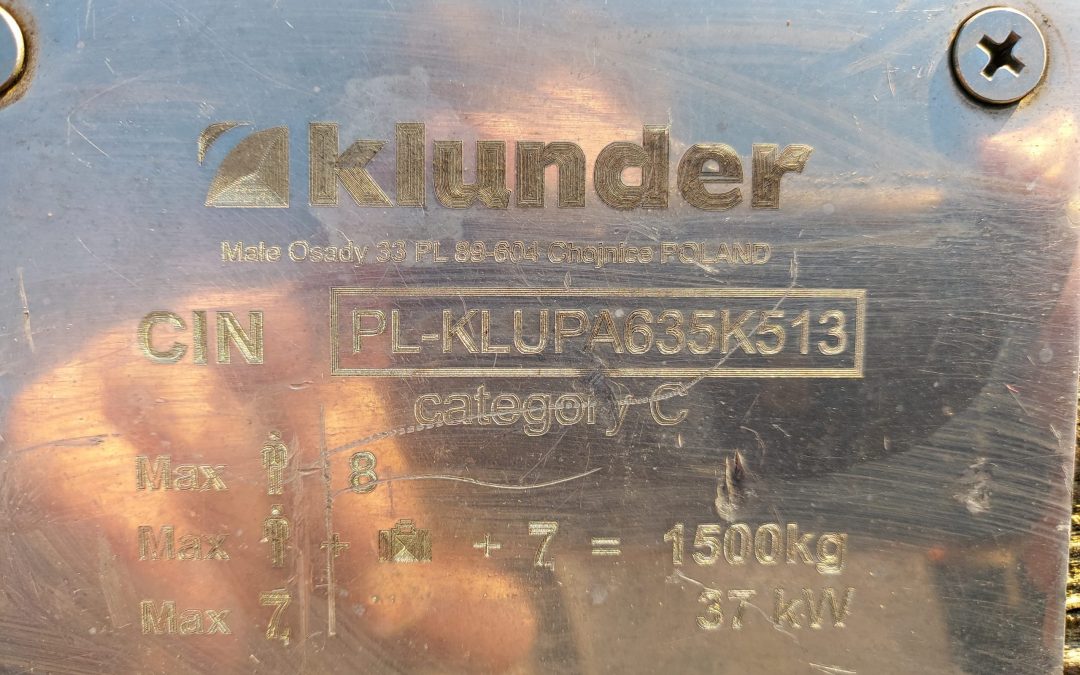 klunder
Małe Osady 33 PL 89-604 Chojnice POLAND
CIN PL-KLUPA635K513
category C
Max - 8
Max + + = 1500kg
Max 37 kW